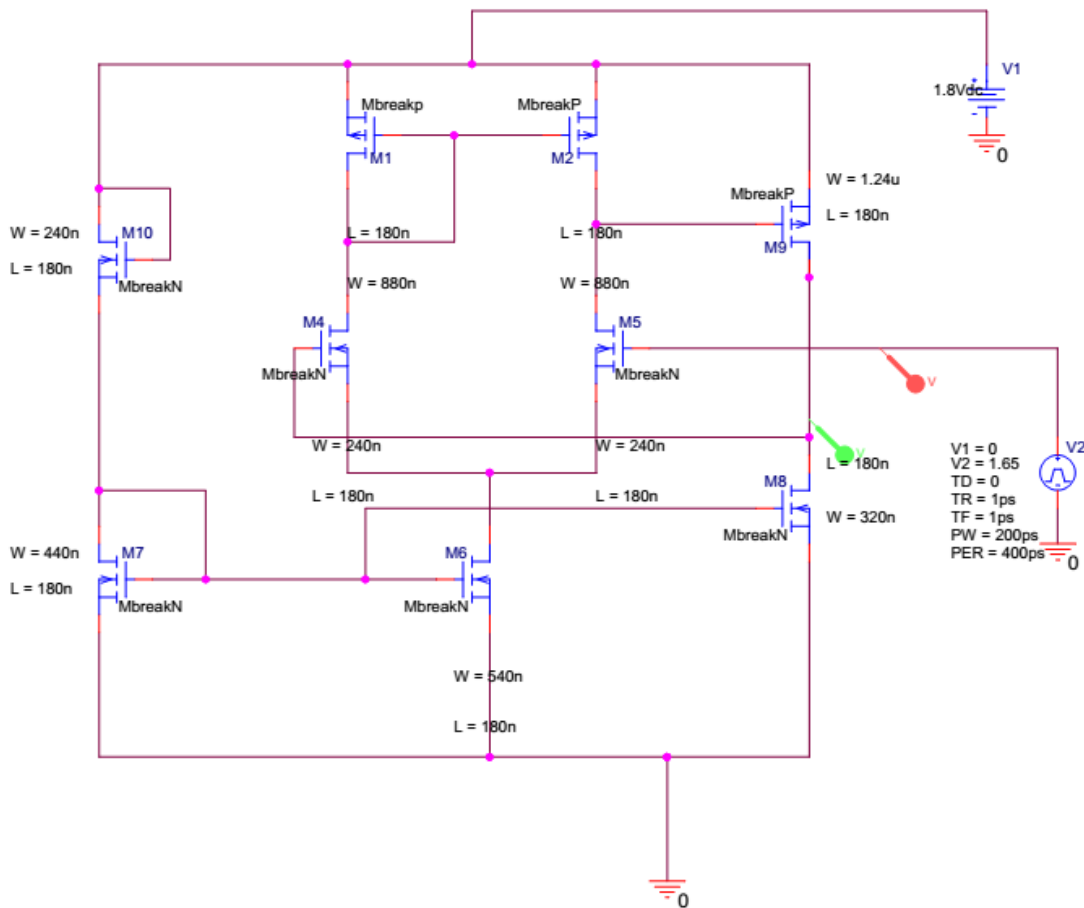 V1
1.8Vdc
+
-
0
Mbreakp
M1
MbreakP
M2
W = 1.24u
MbreakP
L = 180n
M9
W = 240n
M10
L = 180n
MbreakN
L = 180n
L = 180n
W = 880n
W = 880n
M4
MbreakN
M5
MbreakN
V
W = 240n
W = 240n
V
L = 180n
V1 = 0
V2 = 1.65
TD = 0
TR = 1ps
TF = 1ps
PW = 200ps
PER = 400ps
V2
+
-
0
L = 180n
L = 180n
M8
W = 320n
MbreakN
W = 440n
M7
L = 180n
MbreakN
M6
MbreakN
W = 540n
L = 180n
0